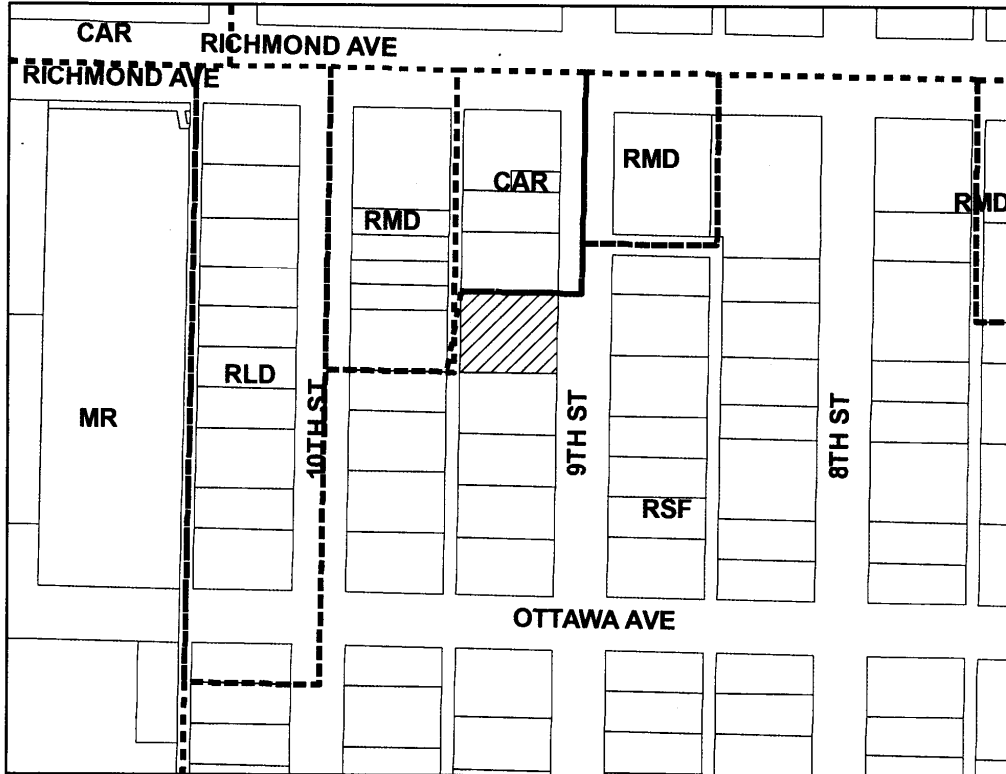 CAR
RICHMOND AVE
RICHMOND AVE
RMD
CAR
RMD
RMD
RLD
10TH ST
9TH ST
8TH ST
MR
RSF
OTTAWA AVE